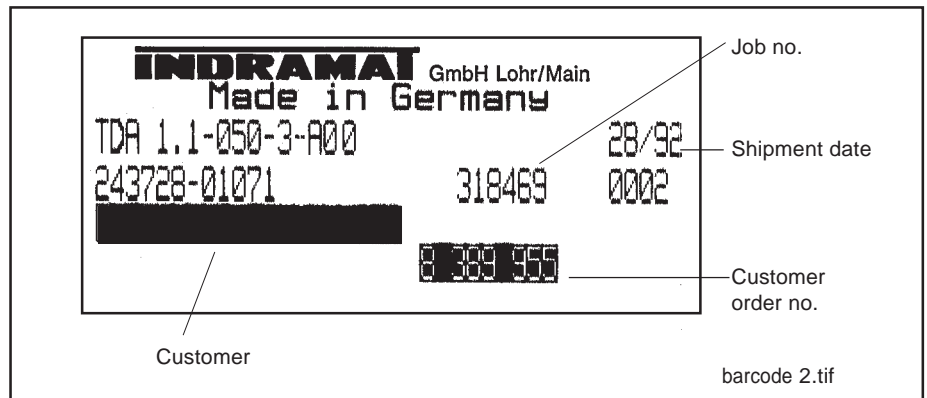 INDRAMAT GmbH Lohr/Main
Job no.
Made in Germany
TDA 1.1-050-3-A00 28/92
Shipment date
243728-01071 318469 0002
8 389 955
Customer
order no.
Customer
barcode 2.tif